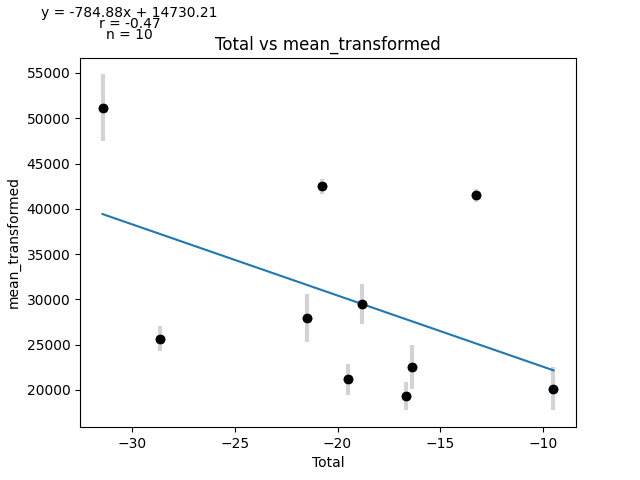 y = -784.88x + 14730.21
r = -0.47
n = 10
Total vs mean_transformed
55000
50000
45000
40000
35000
30000
25000
20000
mean_transformed
−30
−25
−20
−15
−10
Total